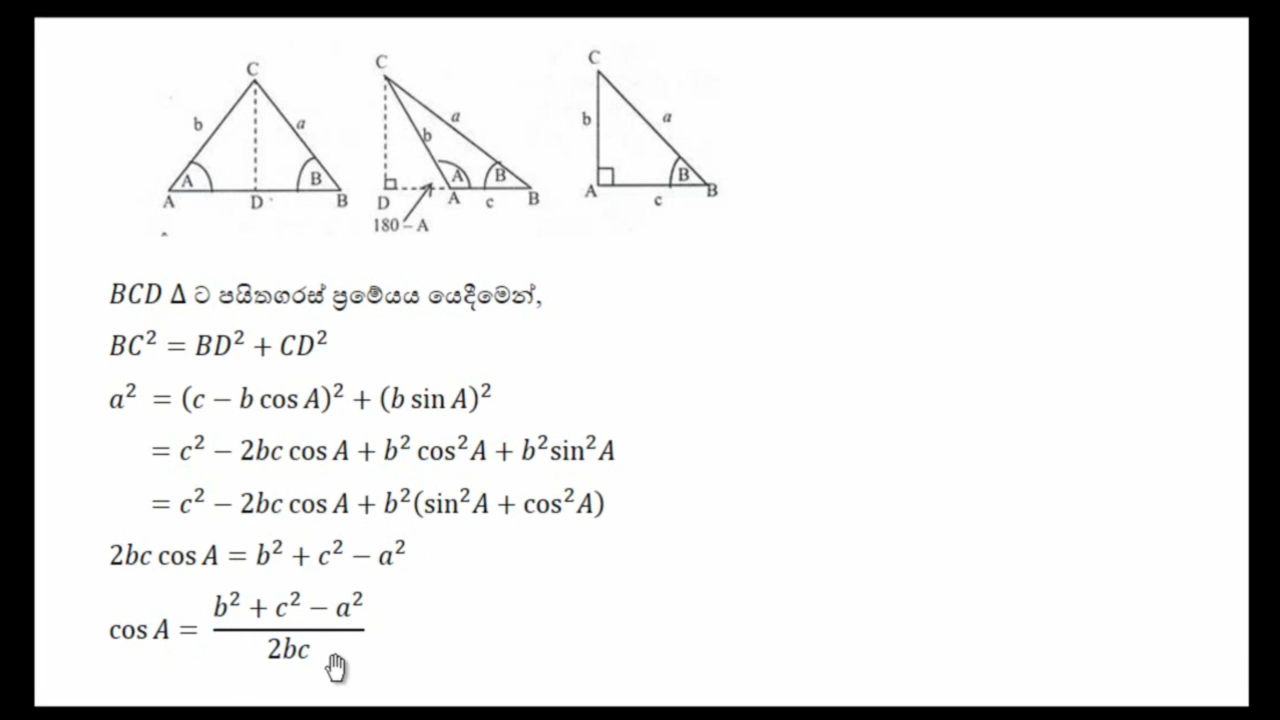 C C C
b a b a b a
A B A B B
A D B D A c B A c B
180 – A
BCD Δ ට පයිතගරස් ප්‍රමේයය යෙදීමෙන්,
BC² = BD² + CD²
a² = (c − b cos A)² + (b sin A)²
= c² − 2bc cos A + b² cos²A + b²sin²A
= c² − 2bc cos A + b²(sin²A + cos²A)
2bc cos A = b² + c² − a²
cos A = (b² + c² − a²) / 2bc